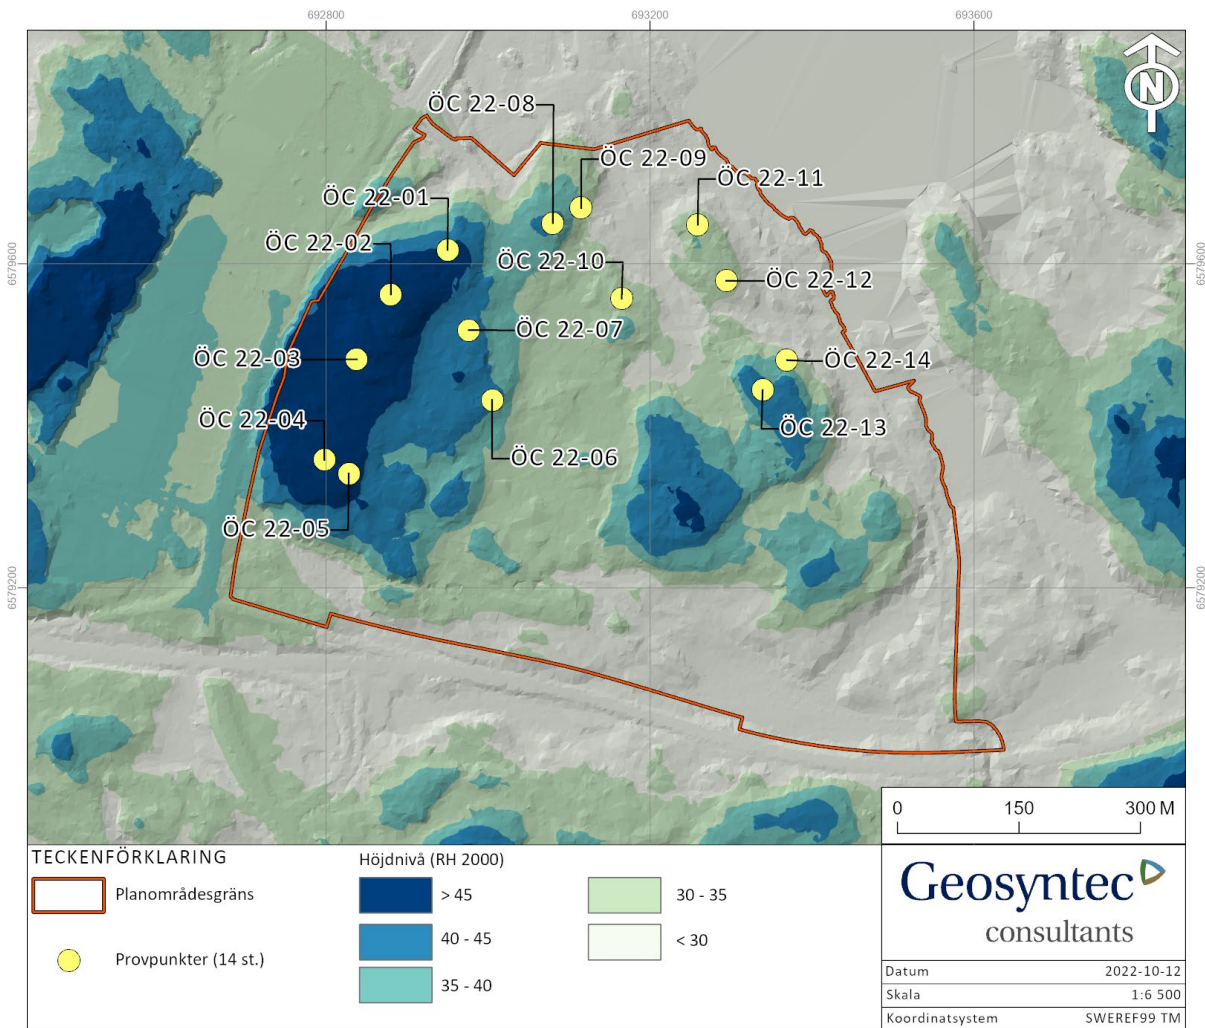 692800
693200
693600
ÖC 22-08
ÖC 22-09
ÖC 22-11
ÖC 22-01
ÖC 22-02
ÖC 22-10
ÖC 22-12
ÖC 22-07
ÖC 22-03
ÖC 22-14
ÖC 22-04
ÖC 22-13
ÖC 22-06
ÖC 22-05
N
6579600
6579600
6579200
6579200
0 150 300 M
TECKENFÖRKLARING
Planområdesgräns
Provpunkter (14 st.)
Höjdnivå (RH 2000)
> 45
40 - 45
35 - 40
30 - 35
< 30
Geosyntec
consultants
Datum 2022-10-12
Skala 1:6 500
Koordinatsystem SWEREF99 TM